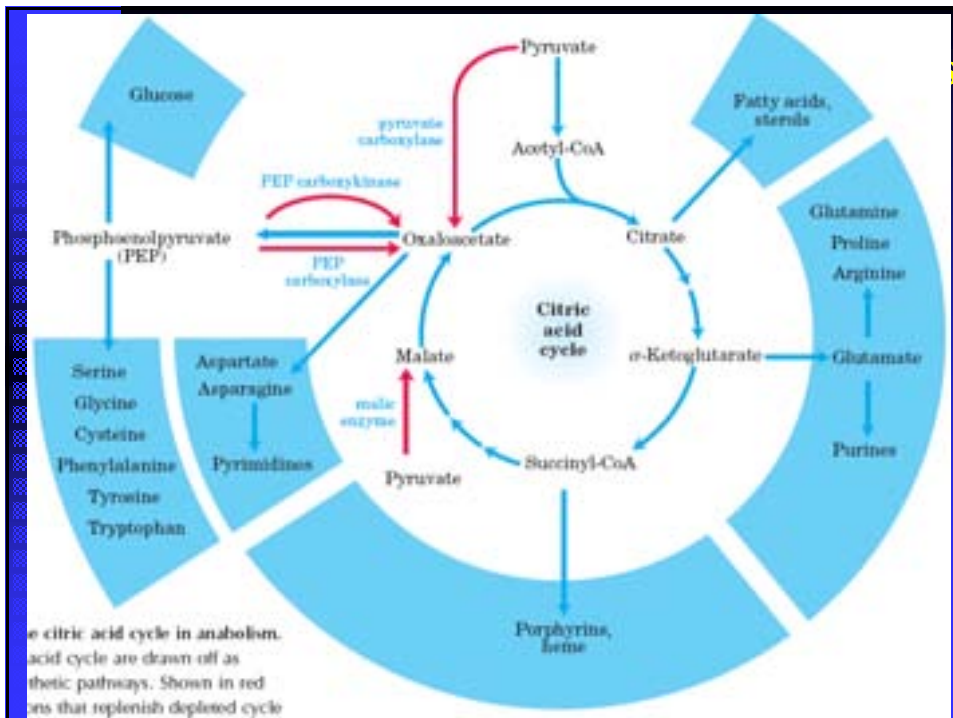 Pyruvate
Glucose
Fatty acids,
sterols
pyruvate
carboxylase
Acetyl-CoA
PEP carboxykinase
Glutamine
Phosphoenolpyruvate
(PEP)
Oxaloacetate
Citrate
Proline
PEP
carboxylase
Arginine
Citric
acid
cycle
Aspartate
Asparagine
Malate
α-Ketoglutarate
Glutamate
Serine
Glycine
malic
enzyme
Cysteine
Phenylalanine
Pyrimidines
Pyruvate
Succinyl-CoA
Purines
Tyrosine
Tryptophan
Porphyrins,
heme
citric acid cycle in anabolism.
acid cycle are drawn off as
pathways. Shown in red
that replenish depleted cycle